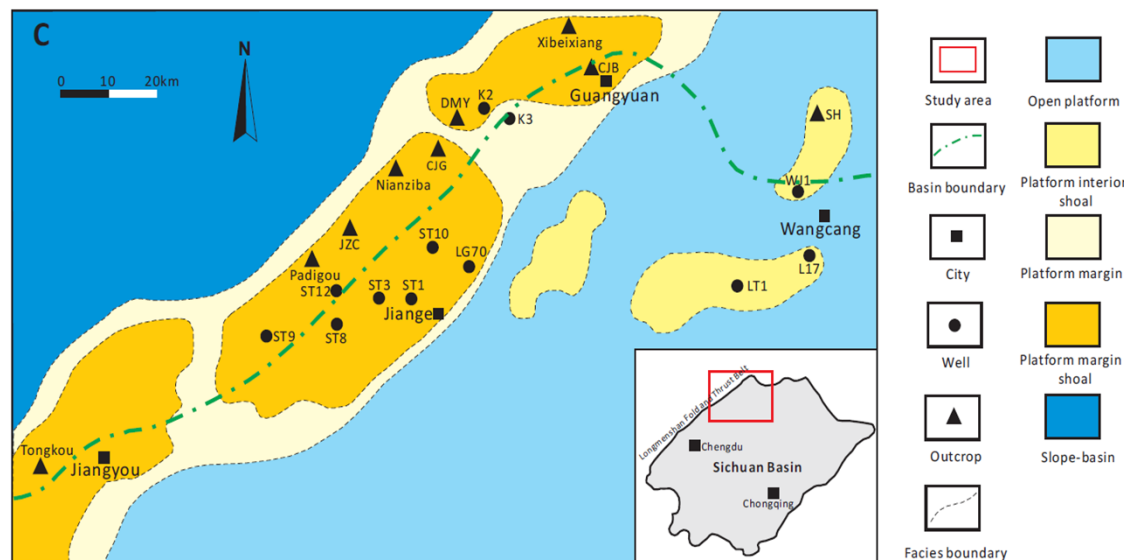 C
N
0 10 20km
Xibeixiang
CJB
Guangyuan
K2
DMY
K3
SH
CJG
Nianziba
WJ1
Wangcang
JZC
ST10
LG70
L17
Padigou
ST12
ST3
ST1
LT1
Jiange
ST9
ST8
Tongkou
Jiangyou
Longmenshan Fold and Thrust Belt
Chengdu
Sichuan Basin
Chongqing
Study area
Open platform
Basin boundary
Platform interior
shoal
City
Platform margin
Well
Platform margin
shoal
Outcrop
Slope-basin
Facies boundary